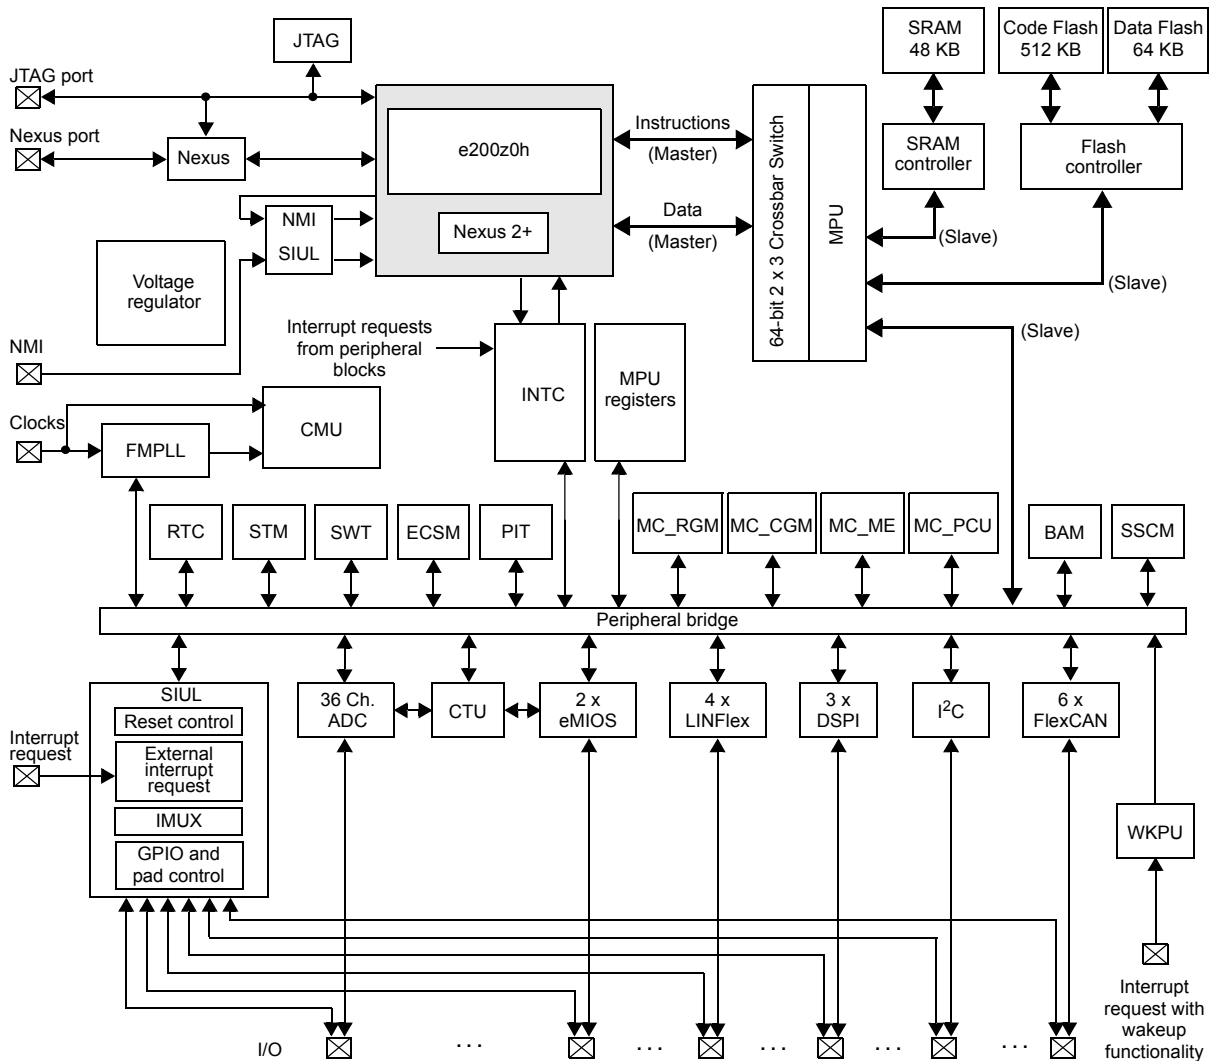 JTAG
SRAM
48 KB
Code Flash
512 KB
Data Flash
64 KB
JTAG port
Nexus port
Nexus
e200z0h
Nexus 2+
Instructions
(Master)
Data
(Master)
64-bit 2 x 3 Crossbar Switch
MPU
SRAM
controller
Flash
controller
(Slave)
(Slave)
(Slave)
NMI
SIUL
Voltage
regulator
NMI
Interrupt requests
from peripheral
blocks
INTC
MPU
registers
Clocks
FMPLL
CMU
RTC
STM
SWT
ECSM
PIT
MC_RGM
MC_CGM
MC_ME
MC_PCU
BAM
SSCM
Peripheral bridge
SIUL
Reset control
External
interrupt
request
IMUX
GPIO and
pad control
Interrupt
request
36 Ch.
ADC
CTU
2 x
eMIOS
4 x
LINFlex
3 x
DSPI
I²C
6 x
FlexCAN
WKPU
Interrupt
request with
wakeup
functionality
I/O
. . .
. . .
. . .
. . .
. . .